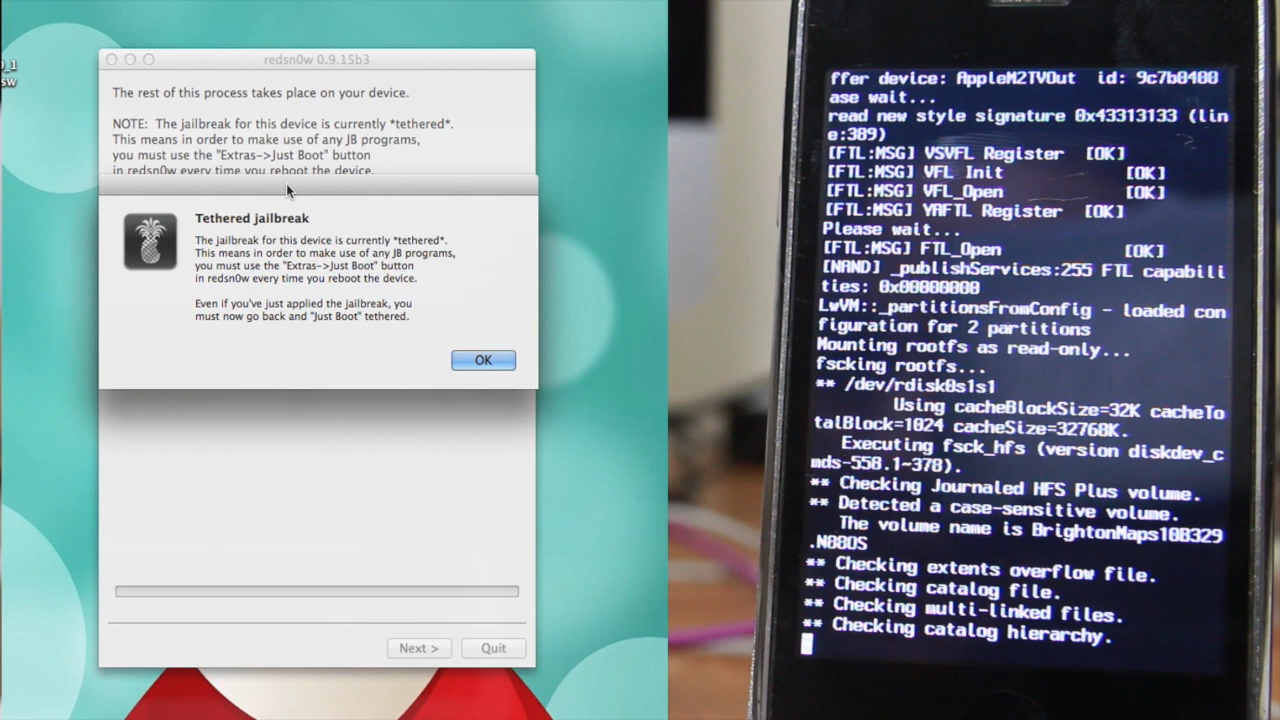 0_1
sw
redsn0w 0.9.15b3
The rest of this process takes place on your device.
NOTE: The jailbreak for this device is currently *tethered*.
This means in order to make use of any JB programs,
you must use the "Extras->Just Boot" button
in redsn0w every time you reboot the device.
Tethered jailbreak
The jailbreak for this device is currently *tethered*.
This means in order to make use of any JB programs,
you must use the "Extras->Just Boot" button
in redsn0w every time you reboot the device.
Even if you've just applied the jailbreak, you
must now go back and "Just Boot" tethered.
OK
Next >
Quit
ffer device: AppleM2TVOut id: 9c7b0400
ase wait...
read new style signature 0x43313133 (lin
e:389)
[FTL:MSG] VSVFL Register [OK]
[FTL:MSG] VFL Init [OK]
[FTL:MSG] VFL_Open [OK]
[FTL:MSG] YAFTL Register [OK]
Please wait...
[FTL:MSG] FTL_Open [OK]
[NAND] _publishServices:255 FTL capabili
ties: 0x00000000
LwVM::_partitionsFromConfig - loaded con
figuration for 2 partitions
Mounting rootfs as read-only...
fscking rootfs...
** /dev/rdisk0s1s1
Using cacheBlockSize=32K cacheTo
talBlock=1024 cacheSize=32768K.
Executing fsck_hfs (version diskdev_c
mds-558.1~378).
** Checking Journaled HFS Plus volume.
** Detected a case-sensitive volume.
The volume name is BrightonMaps10B329
.N88OS
** Checking extents overflow file.
** Checking catalog file.
** Checking multi-linked files.
** Checking catalog hierarchy.